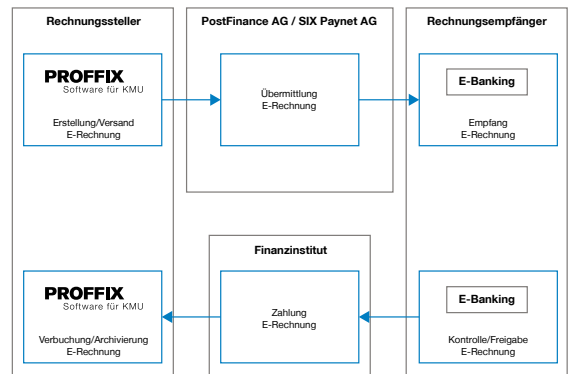 Rechnungssteller
PostFinance AG / SIX Paynet AG
Rechnungsempfänger
PROFFIX
Software für KMU
Erstellung/Versand
E-Rechnung
Übermittlung
E-Rechnung
E-Banking
Empfang
E-Rechnung
Finanzinstitut
PROFFIX
Software für KMU
Verbuchung/Archivierung
E-Rechnung
Zahlung
E-Rechnung
E-Banking
Kontrolle/Freigabe
E-Rechnung